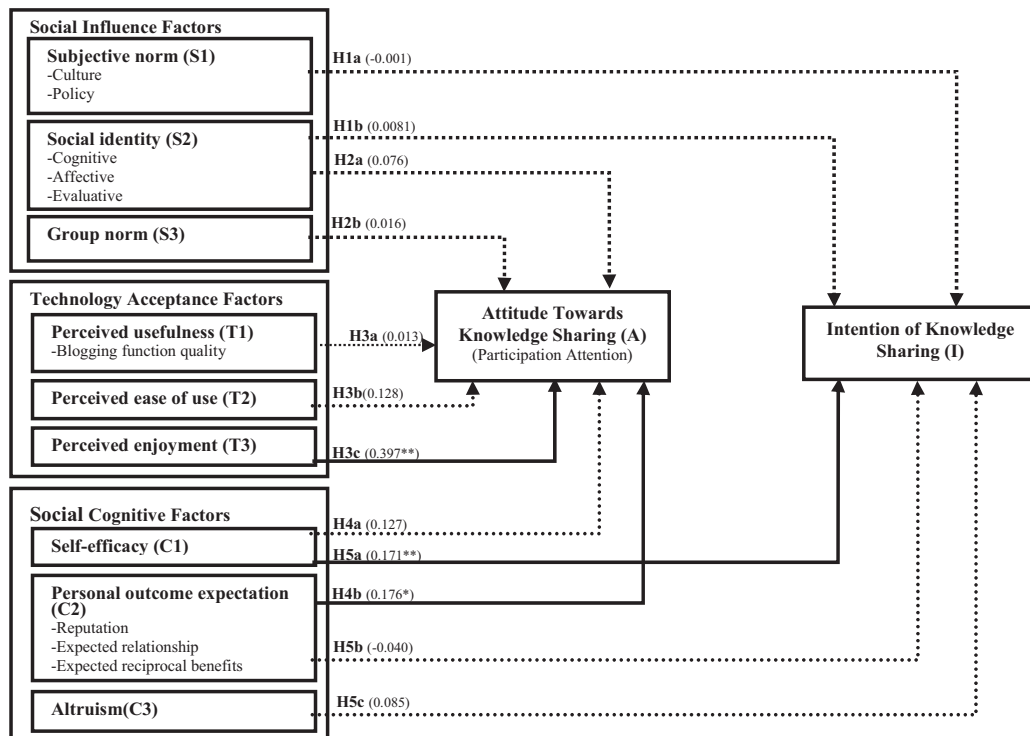 Social Influence Factors
Subjective norm (S1)
-Culture
-Policy
H1a (-0.001)
Social identity (S2)
-Cognitive
-Affective
-Evaluative
H1b (0.0081)
H2a (0.076)
Group norm (S3)
H2b (0.016)
Technology Acceptance Factors
Perceived usefulness (T1)
-Blogging function quality
H3a (0.013)
Perceived ease of use (T2)
H3b(0.128)
Perceived enjoyment (T3)
H3c (0.397**)
Attitude Towards
Knowledge Sharing (A)
(Participation Attention)
Intention of Knowledge
Sharing (I)
Social Cognitive Factors
Self-efficacy (C1)
H4a (0.127)
H5a (0.171**)
Personal outcome expectation
(C2)
-Reputation
-Expected relationship
-Expected reciprocal benefits
H4b (0.176*)
H5b (-0.040)
Altruism(C3)
H5c (0.085)